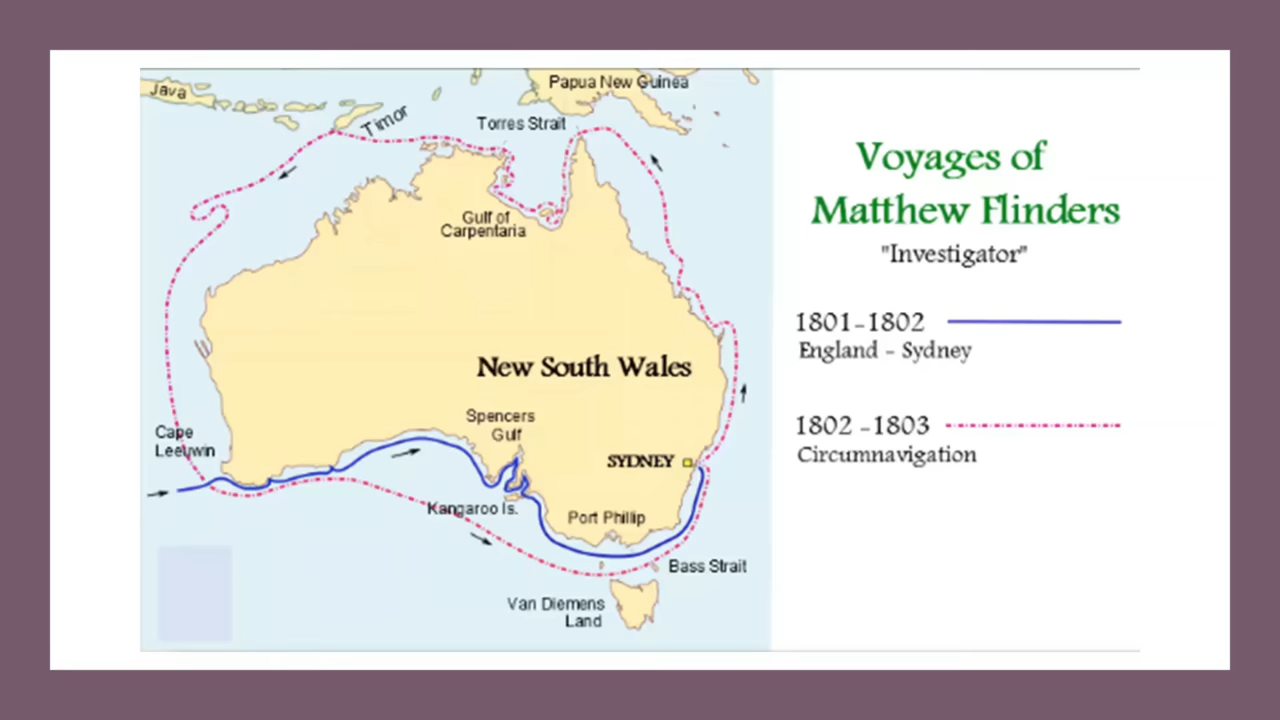 Java
Papua New Guinea
Timor
Torres Strait
Gulf of
Carpentaria
New South Wales
Spencers
Gulf
Cape
Leeuwin
SYDNEY
Kangaroo Is.
Port Phillip
Bass Strait
Van Diemens
Land
Voyages of
Matthew Flinders
"Investigator"
1801-1802
England - Sydney
1802 -1803
Circumnavigation